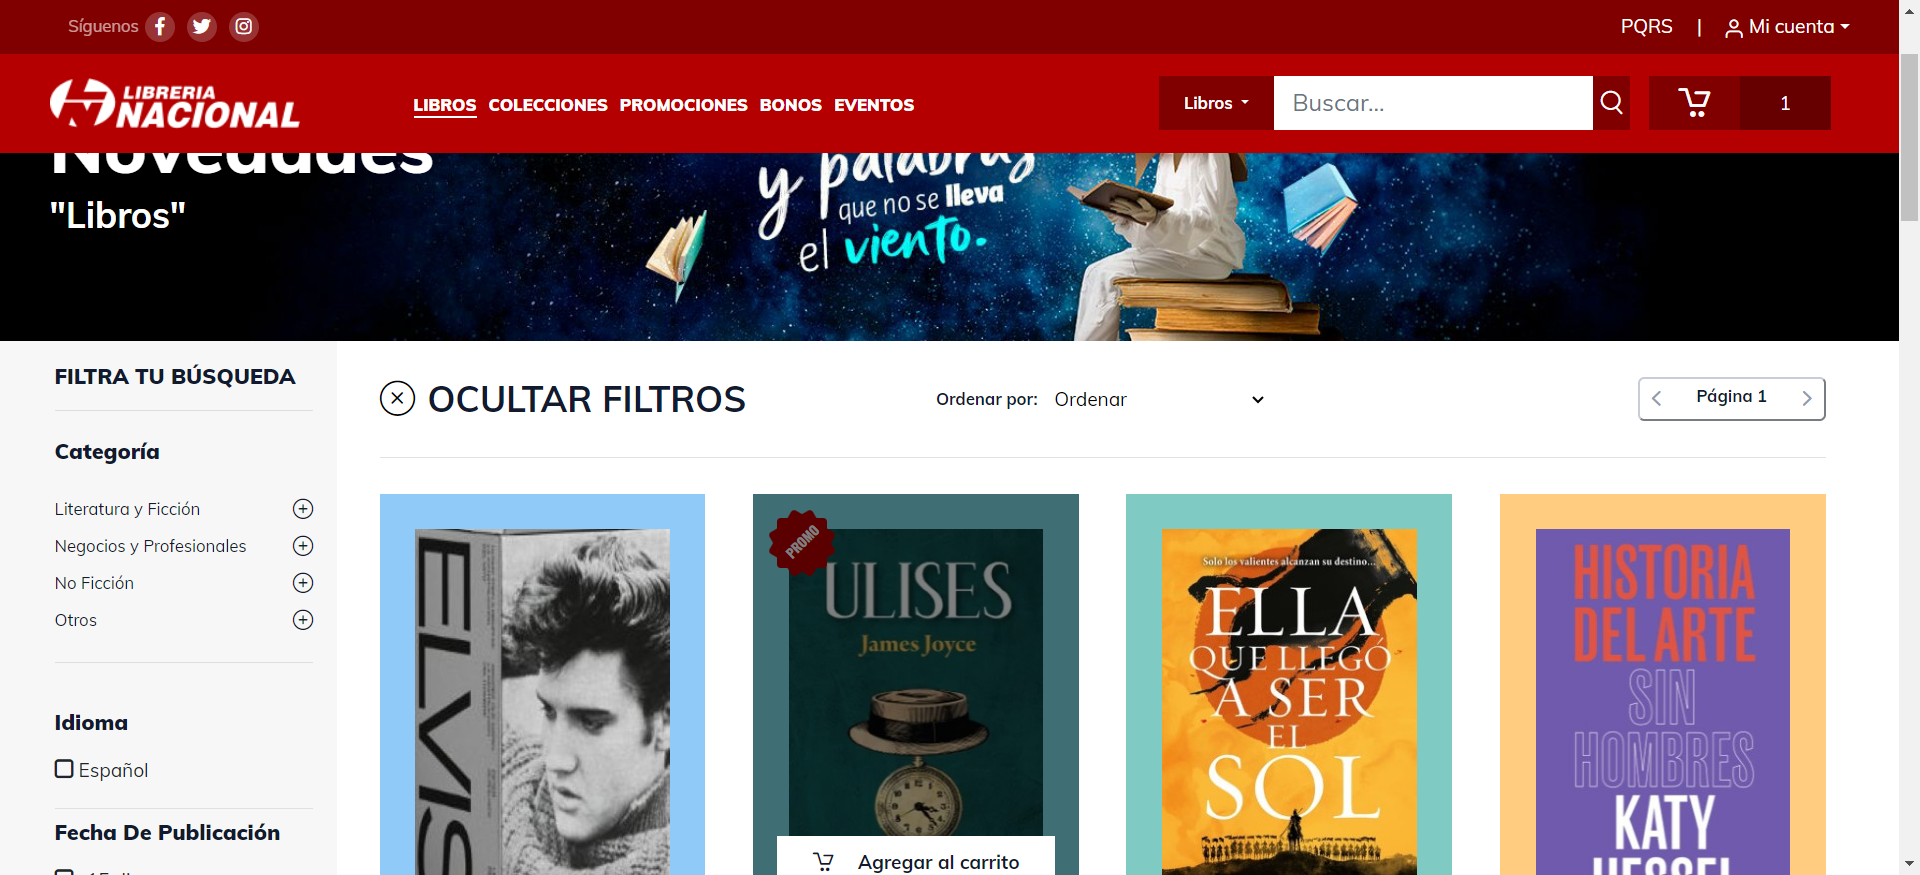 Síguenos
PQRS | Mi cuenta
LIBRERIA
NACIONAL
LIBROS COLECCIONES PROMOCIONES BONOS EVENTOS
Libros
Buscar...
1
Novedades
"Libros"
y palabras
que no se lleva
el viento.
FILTRA TU BÚSQUEDA
Categoría
Literatura y Ficción
Negocios y Profesionales
No Ficción
Otros
Idioma
Español
Fecha De Publicación
OCULTAR FILTROS
Ordenar por: Ordenar
Página 1
ELVIS
PROMO
ULISES
James Joyce
Agregar al carrito
Solo los valientes alcanzan su destino...
ELLA
QUE LLEGÓ
A SER
EL
SOL
HISTORIA
DEL ARTE
SIN
HOMBRES
KATY
HESSEL